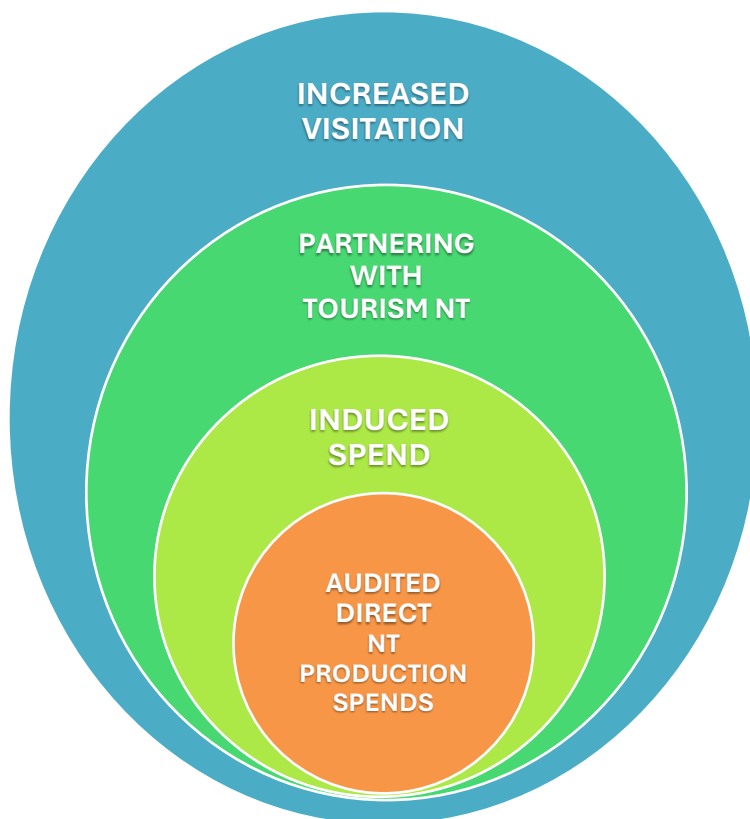 INCREASED
VISITATION
PARTNERING
WITH
TOURISM NT
INDUCED
SPEND
AUDITED
DIRECT
NT
PRODUCTION
SPENDS